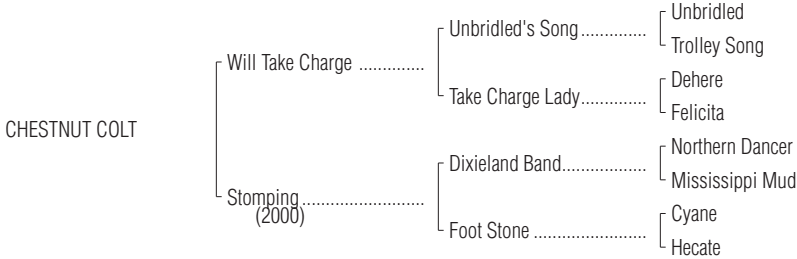 Unbridled
Unbridled's Song..............
Trolley Song
Will Take Charge ..............
Dehere
Take Charge Lady..............
Felicita
CHESTNUT COLT
Northern Dancer
Dixieland Band..................
Mississippi Mud
Stomping..........................
(2000)
Cyane
Foot Stone ........................
Hecate